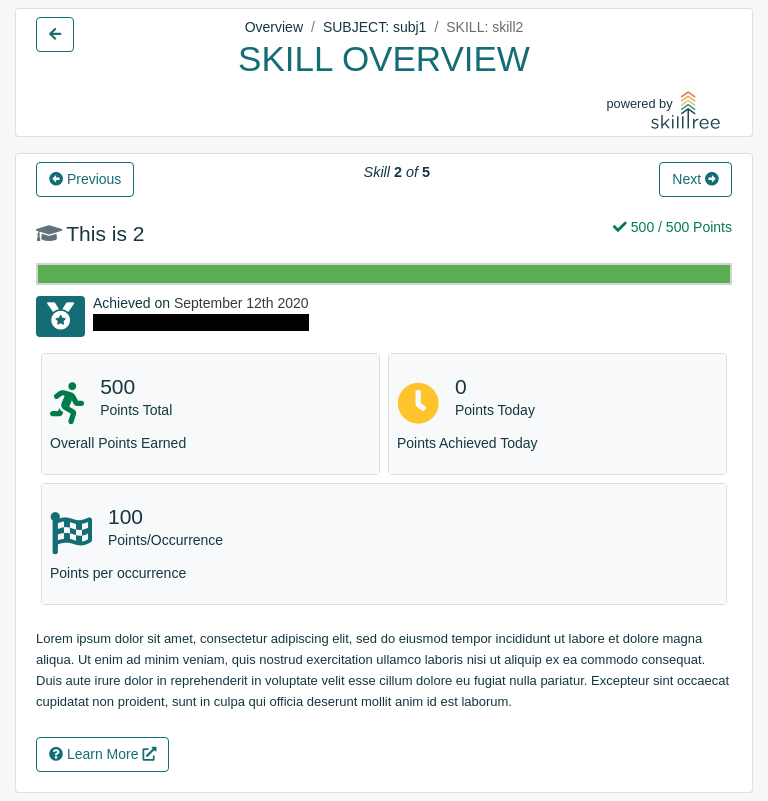 Overview / SUBJECT: subj1 / SKILL: skill2
SKILL OVERVIEW
powered by
skilltree
Previous
Skill 2 of 5
Next
This is 2
500 / 500 Points
Achieved on September 12th 2020
500
Points Total
Overall Points Earned
0
Points Today
Points Achieved Today
100
Points/Occurrence
Points per occurrence
Lorem ipsum dolor sit amet, consectetur adipiscing elit, sed do eiusmod tempor incididunt ut labore et dolore magna
aliqua. Ut enim ad minim veniam, quis nostrud exercitation ullamco laboris nisi ut aliquip ex ea commodo consequat.
Duis aute irure dolor in reprehenderit in voluptate velit esse cillum dolore eu fugiat nulla pariatur. Excepteur sint occaecat
cupidatat non proident, sunt in culpa qui officia deserunt mollit anim id est laborum.
Learn More